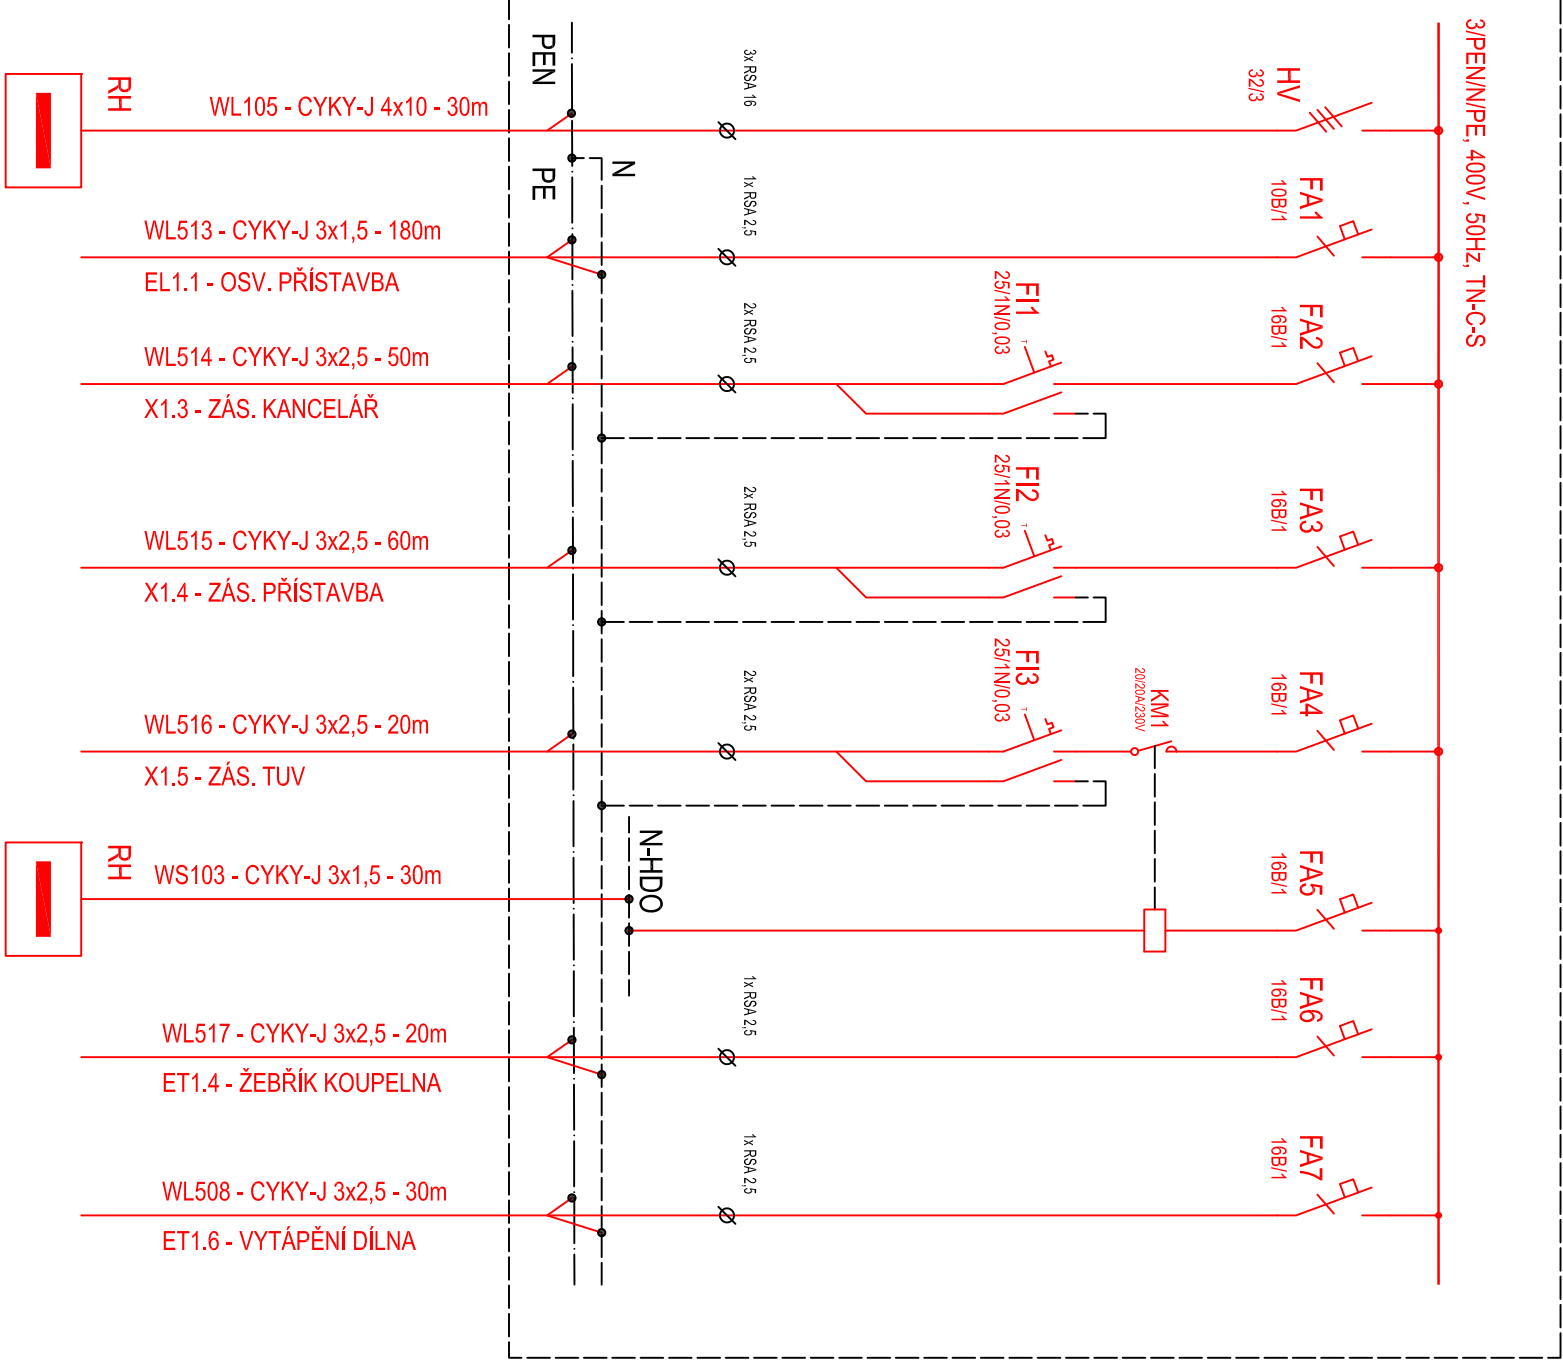 3/PEN/N/PE, 400V, 50Hz, TN-C-S
RH
WL105 - CYKY-J 4x10 - 30m
PEN
3x RSA 16
HV
32/3
N
PE
WL513 - CYKY-J 3x1,5 - 180m
EL1.1 - OSV. PŘÍSTAVBA
1x RSA 2,5
FA1
10B/1
WL514 - CYKY-J 3x2,5 - 50m
X1.3 - ZÁS. KANCELÁŘ
2x RSA 2,5
FI1
25/1N/0,03
FA2
16B/1
WL515 - CYKY-J 3x2,5 - 60m
X1.4 - ZÁS. PŘÍSTAVBA
2x RSA 2,5
FI2
25/1N/0,03
FA3
16B/1
WL516 - CYKY-J 3x2,5 - 20m
X1.5 - ZÁS. TUV
2x RSA 2,5
FI3
25/1N/0,03
KM1
20/20A/230V
FA4
16B/1
RH
WS103 - CYKY-J 3x1,5 - 30m
N-HDO
FA5
16B/1
WL517 - CYKY-J 3x2,5 - 20m
ET1.4 - ŽEBŘÍK KOUPELNA
1x RSA 2,5
FA6
16B/1
WL508 - CYKY-J 3x2,5 - 30m
ET1.6 - VYTÁPĚNÍ DÍLNA
1x RSA 2,5
FA7
16B/1